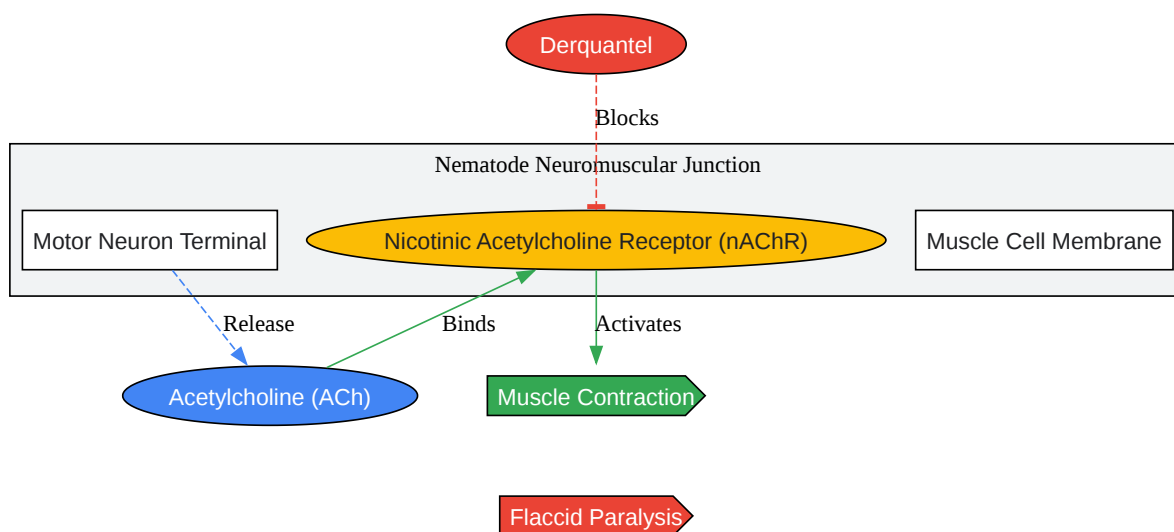 Derquantel
Blocks
Nematode Neuromuscular Junction
Motor Neuron Terminal
Nicotinic Acetylcholine Receptor (nAChR)
Muscle Cell Membrane
Release
Binds
Activates
Acetylcholine (ACh)
Muscle Contraction
Flaccid Paralysis